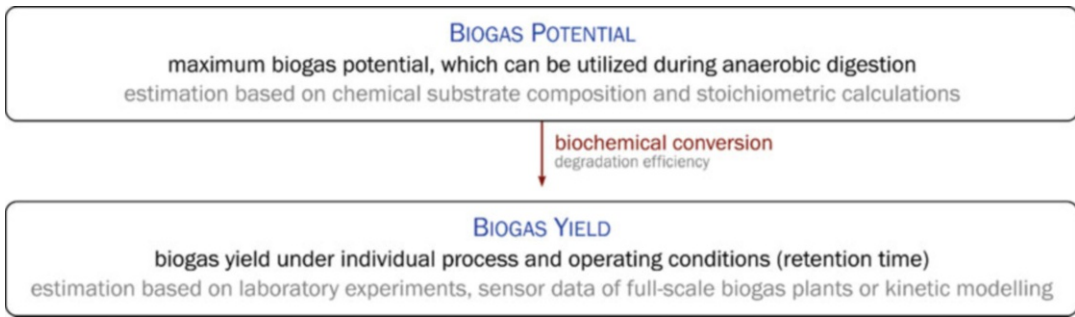 BIOGAS POTENTIAL
maximum biogas potential, which can be utilized during anaerobic digestion
estimation based on chemical substrate composition and stoichiometric calculations
biochemical conversion
degradation efficiency
BIOGAS YIELD
biogas yield under individual process and operating conditions (retention time)
estimation based on laboratory experiments, sensor data of full-scale biogas plants or kinetic modelling